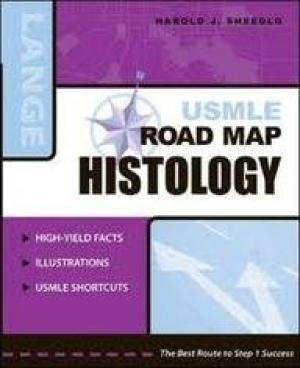 HAROLD J. SHEEDLO
LANGE
USMLE
ROAD MAP
HISTOLOGY
HIGH-YIELD FACTS
ILLUSTRATIONS
USMLE SHORTCUTS
The Best Route to Step 1 Success